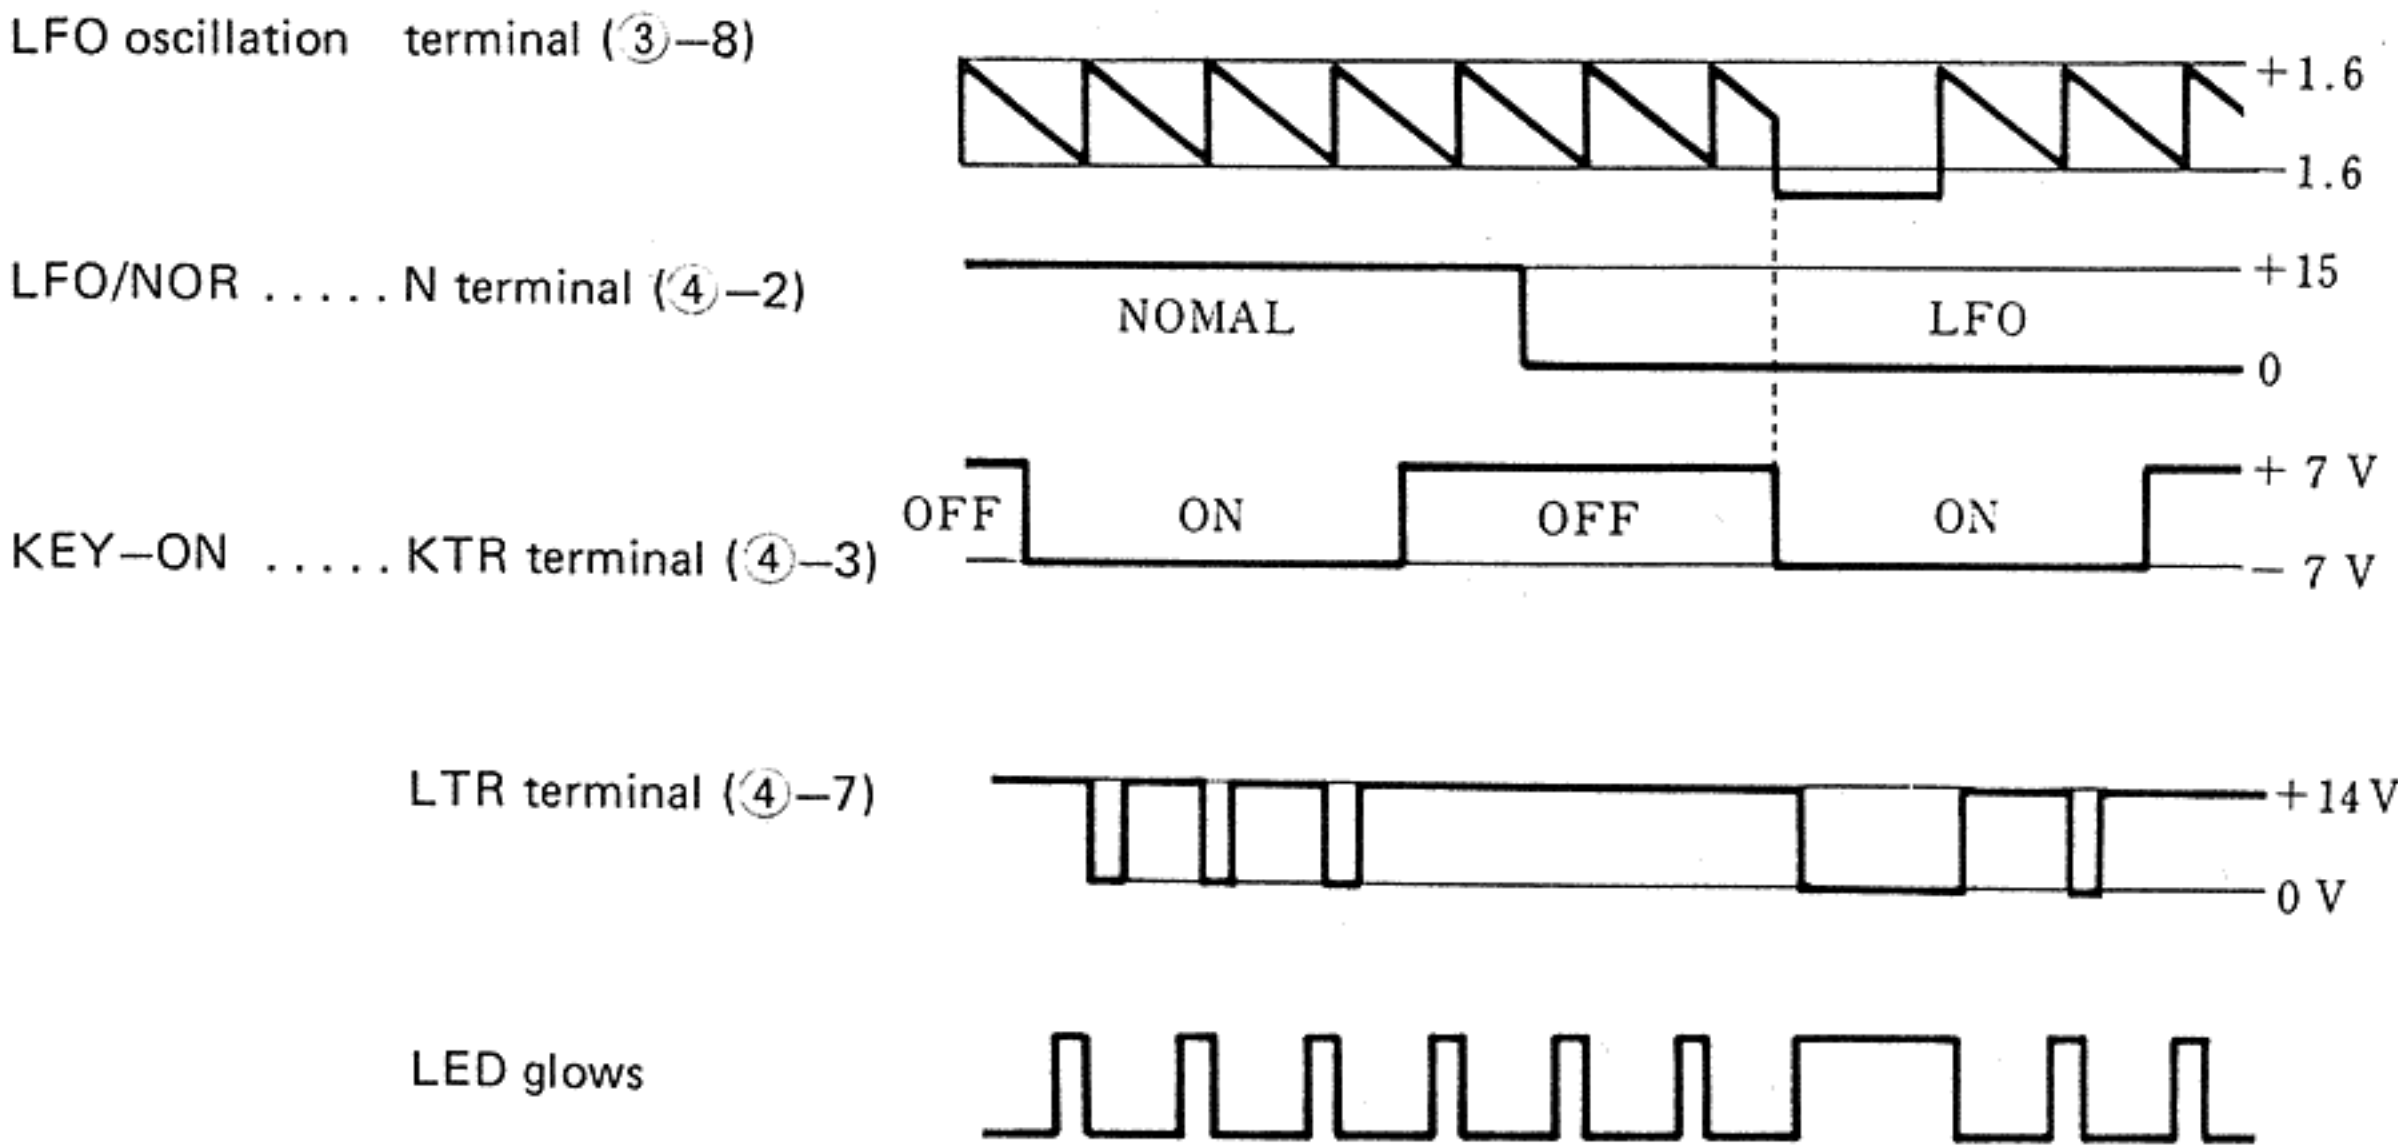 LFO oscillation terminal (③–8)
+1.6
–1.6
LFO/NOR ..... N terminal (④–2)
+15
NOMAL LFO
0
+ 7 V
OFF ON OFF ON
KEY–ON ..... KTR terminal (④–3)
– 7 V
LTR terminal (④–7)
+14 V
0 V
LED glows